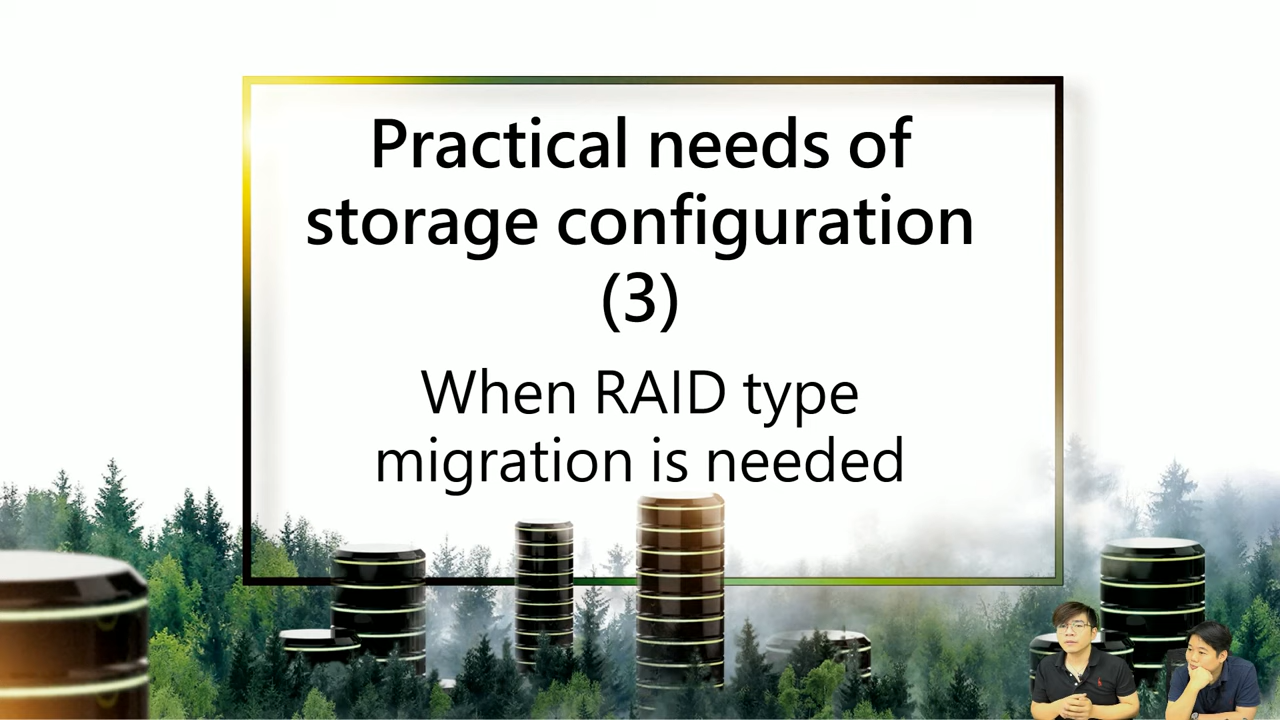 Practical needs of
storage configuration
(3)
When RAID type
migration is needed